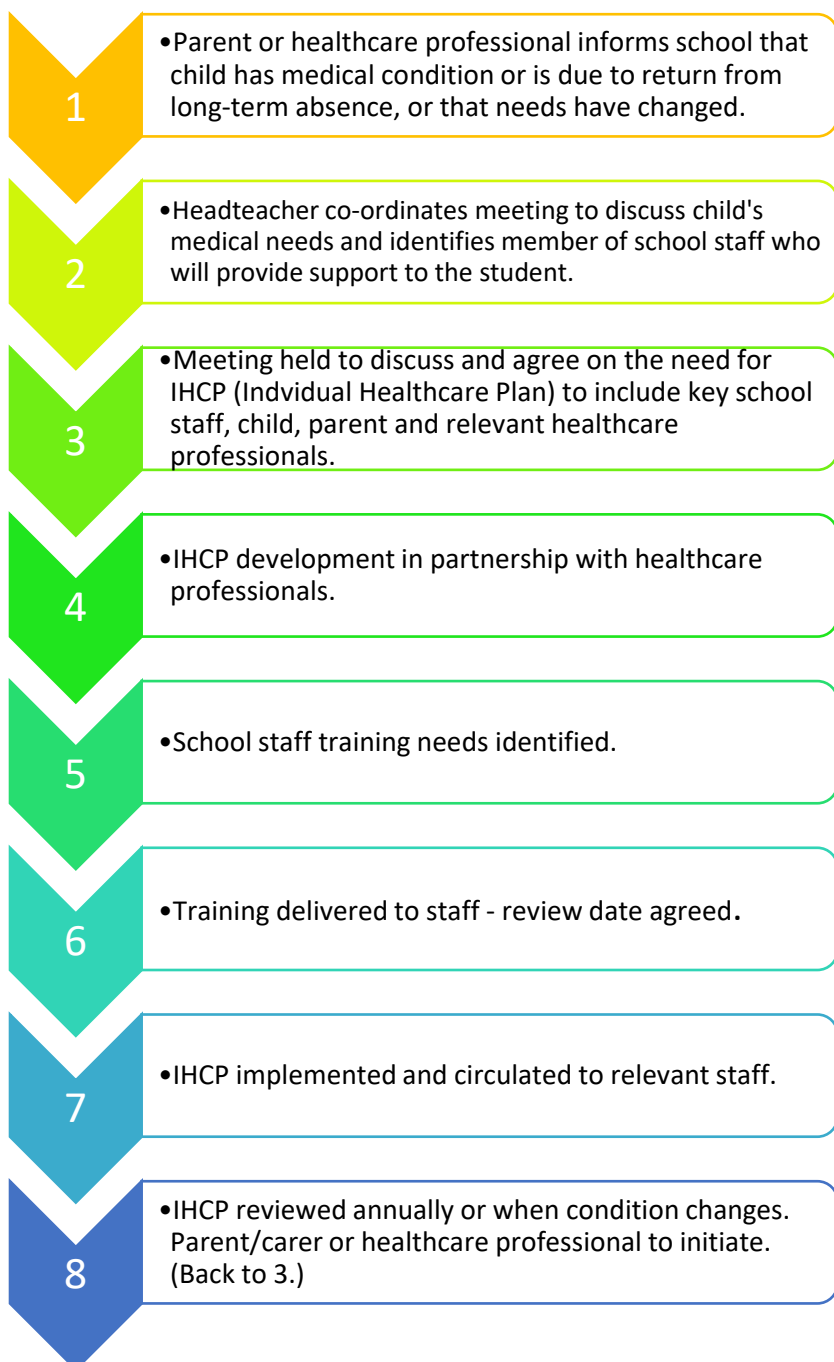 1
•Parent or healthcare professional informs school that
child has medical condition or is due to return from
long-term absence, or that needs have changed.
2
•Headteacher co-ordinates meeting to discuss child's
medical needs and identifies member of school staff who
will provide support to the student.
3
•Meeting held to discuss and agree on the need for
IHCP (Indvidual Healthcare Plan) to include key school
staff, child, parent and relevant healthcare
professionals.
4
•IHCP development in partnership with healthcare
professionals.
5
•School staff training needs identified.
6
•Training delivered to staff - review date agreed.
7
•IHCP implemented and circulated to relevant staff.
8
•IHCP reviewed annually or when condition changes.
Parent/carer or healthcare professional to initiate.
(Back to 3.)